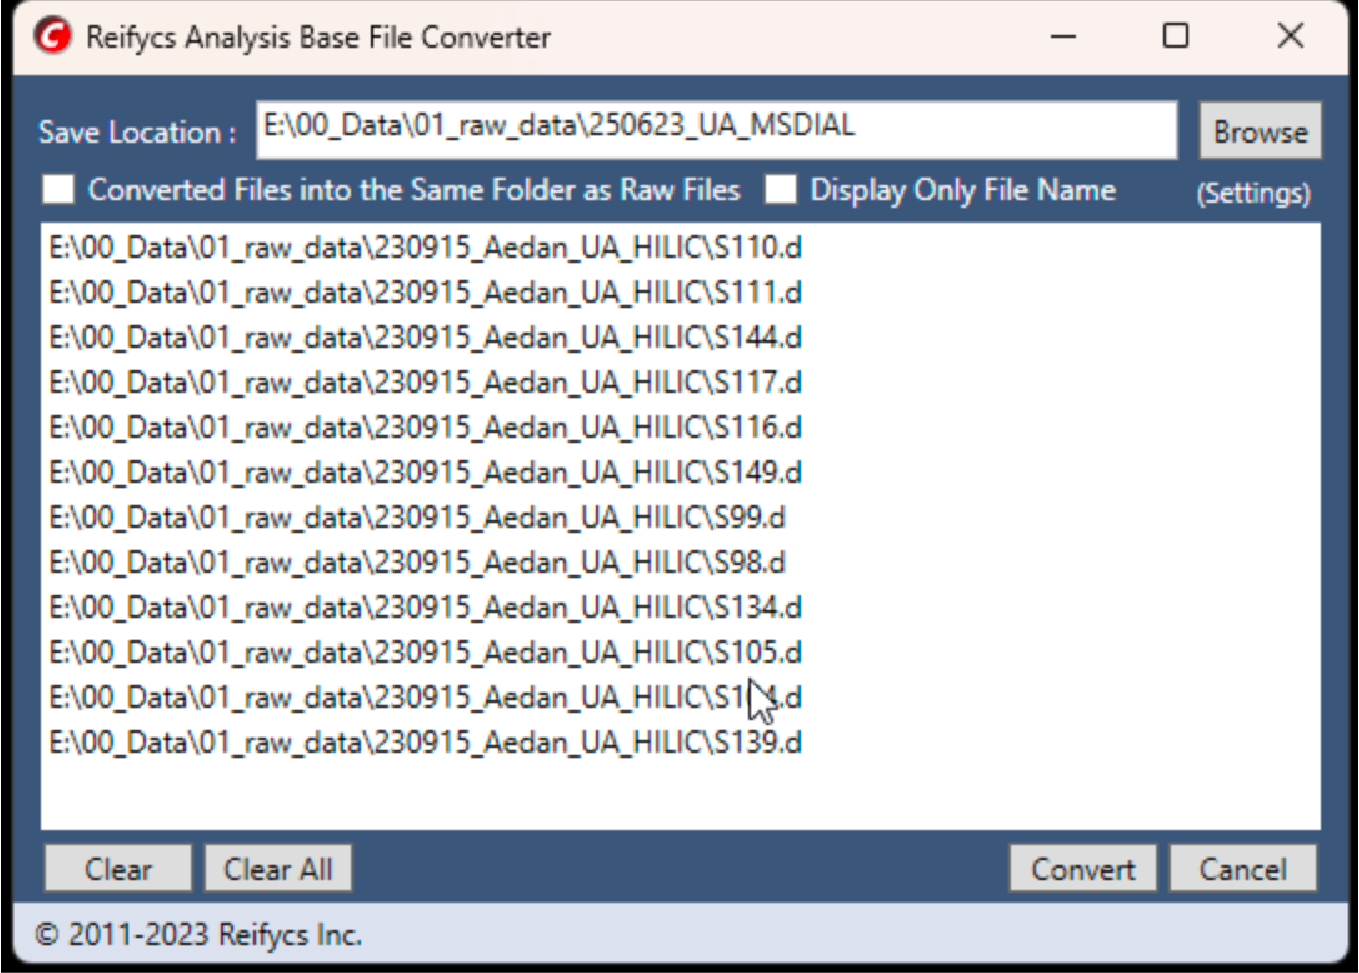 Reifycs Analysis Base File Converter
Save Location :
E:\00_Data\01_raw_data\250623_UA_MSDIAL
Browse
Converted Files into the Same Folder as Raw Files
Display Only File Name
(Settings)
E:\00_Data\01_raw_data\230915_Aedan_UA_HILIC\S110.d
E:\00_Data\01_raw_data\230915_Aedan_UA_HILIC\S111.d
E:\00_Data\01_raw_data\230915_Aedan_UA_HILIC\S144.d
E:\00_Data\01_raw_data\230915_Aedan_UA_HILIC\S117.d
E:\00_Data\01_raw_data\230915_Aedan_UA_HILIC\S116.d
E:\00_Data\01_raw_data\230915_Aedan_UA_HILIC\S149.d
E:\00_Data\01_raw_data\230915_Aedan_UA_HILIC\S99.d
E:\00_Data\01_raw_data\230915_Aedan_UA_HILIC\S98.d
E:\00_Data\01_raw_data\230915_Aedan_UA_HILIC\S134.d
E:\00_Data\01_raw_data\230915_Aedan_UA_HILIC\S105.d
E:\00_Data\01_raw_data\230915_Aedan_UA_HILIC\
E:\00_Data\01_raw_data\230915_Aedan_UA_HILIC\S139.d
Clear
Clear All
Convert
Cancel
© 2011-2023 Reifycs Inc.